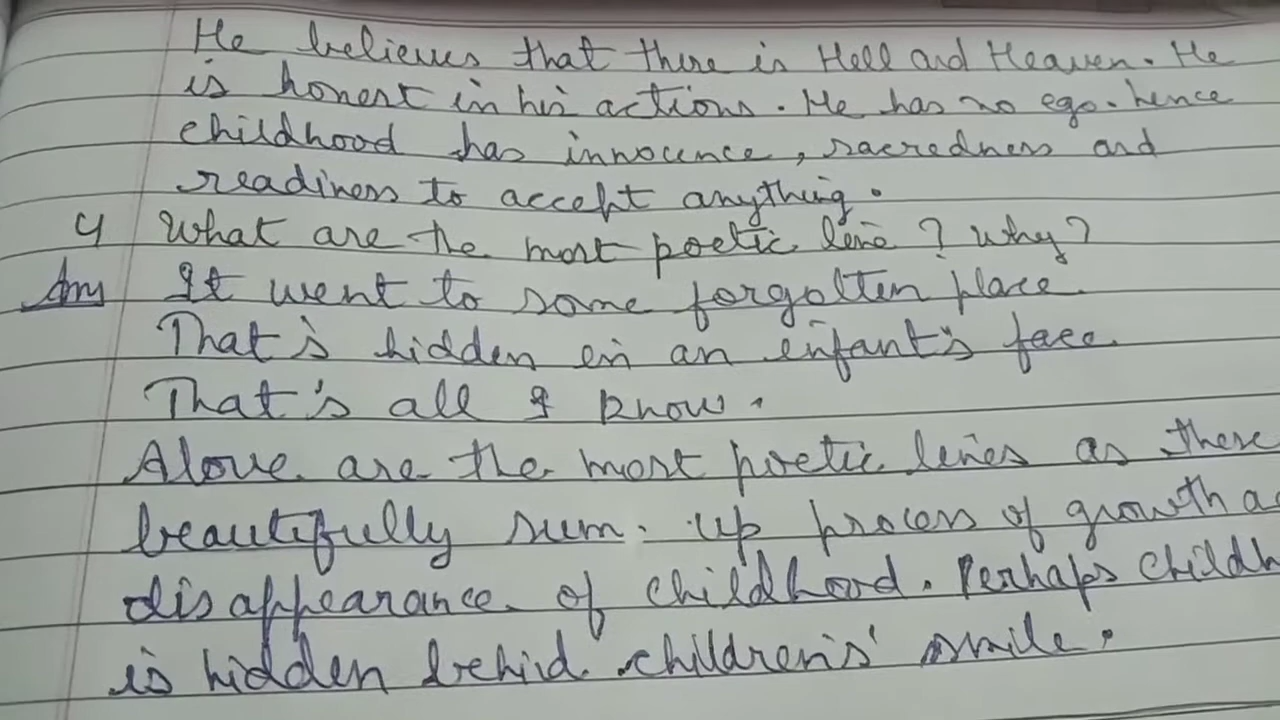 He believes that there is Hell and Heaven. He
is honest in his actions. He has no ego. hence
childhood has innocence, sacredness and
readiness to accept anything.
4 What are the most poetic line ? Why?
Ans It went to some forgotten place.
That's hidden in an infant's face.
That's all I know.
Above are the most poetic lines as these
beautifully sum up process of growth a
disappearance of childhood. Perhaps childh
is hidden behind children's' smile.